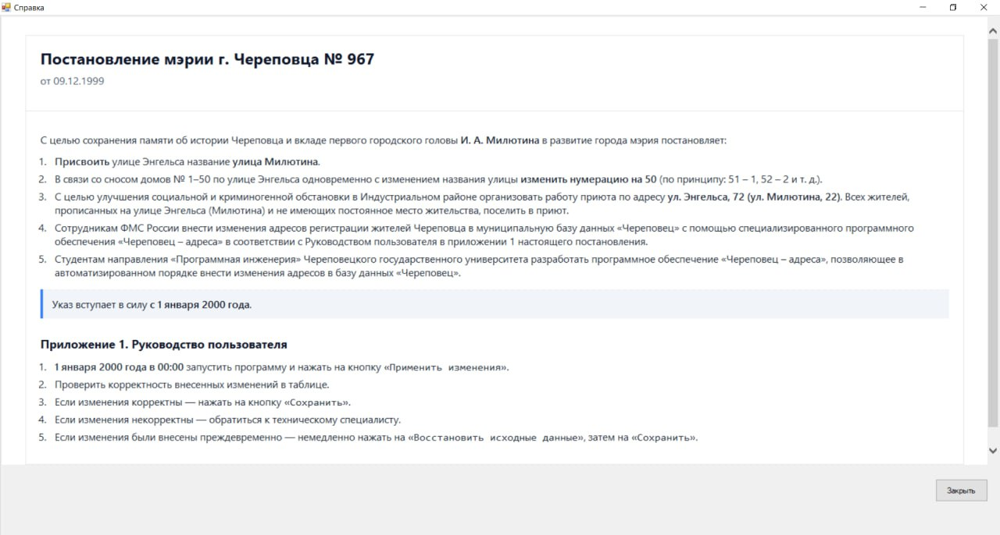 Справка
Постановление мэрии г. Череповца № 967
от 09.12.1999
С целью сохранения памяти об истории Череповца и вкладе первого городского головы И. А. Милютина в развитие города мэрия постановляет:
1. Присвоить улице Энгельса название улица Милютина.
2. В связи со сносом домов № 1–50 по улице Энгельса одновременно с изменением названия улицы изменить нумерацию на 50 (по принципу: 51 – 1, 52 – 2 и т. д.).
3. С целью улучшения социальной и криминогенной обстановки в Индустриальном районе организовать работу приюта по адресу ул. Энгельса, 72 (ул. Милютина, 22). Всех жителей,
прописанных на улице Энгельса (Милютина) и не имеющих постоянное место жительства, поселить в приют.
4. Сотрудникам ФМС России внести изменения адресов регистрации жителей Череповца в муниципальную базу данных «Череповец» с помощью специализированного программного
обеспечения «Череповец – адреса» в соответствии с Руководством пользователя в приложении 1 настоящего постановления.
5. Студентам направления «Программная инженерия» Череповецкого государственного университета разработать программное обеспечение «Череповец – адреса», позволяющее в
автоматизированном порядке внести изменения адресов в базу данных «Череповец».
Указ вступает в силу с 1 января 2000 года.
Приложение 1. Руководство пользователя
1. 1 января 2000 года в 00:00 запустить программу и нажать на кнопку «Применить изменения».
2. Проверить корректность внесенных изменений в таблице.
3. Если изменения корректны — нажать на кнопку «Сохранить».
4. Если изменения некорректны — обратиться к техническому специалисту.
5. Если изменения были внесены преждевременно — немедленно нажать на «Восстановить исходные данные», затем на «Сохранить».
Закрыть